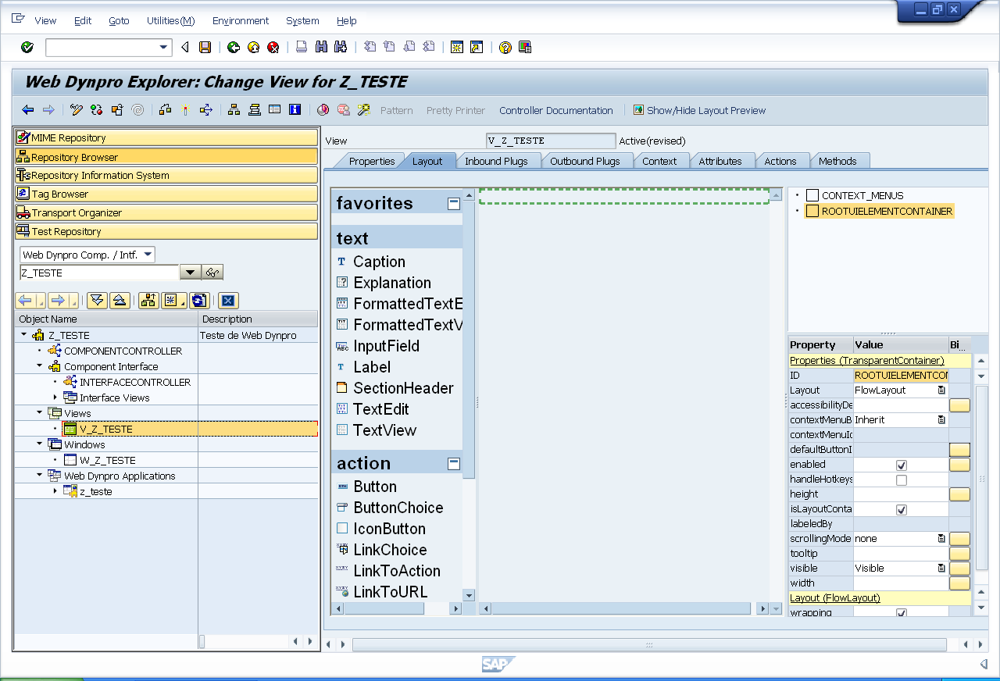 View Edit Goto Utilities(M) Environment System Help
Web Dynpro Explorer: Change View for Z_TESTE
Pattern Pretty Printer Controller Documentation Show/Hide Layout Preview
MIME Repository
Repository Browser
Repository Information System
Tag Browser
Transport Organizer
Test Repository
Web Dynpro Comp. / Intf.
Z_TESTE
Object Name Description
Z_TESTE Teste de Web Dynpro
COMPONENTCONTROLLER
Component Interface
INTERFACECONTROLLER
Interface Views
Views
V_Z_TESTE
Windows
W_Z_TESTE
Web Dynpro Applications
z_teste
View V_Z_TESTE Active(revised)
Properties Layout Inbound Plugs Outbound Plugs Context Attributes Actions Methods
favorites
text
Caption
Explanation
FormattedTextE
FormattedTextV
InputField
Label
SectionHeader
TextEdit
TextView
action
Button
ButtonChoice
IconButton
LinkChoice
LinkToAction
LinkToURL
CONTEXT_MENUS
ROOTUIELEMENTCONTAINER
Property Value Bi...
Properties (TransparentContainer)
ID ROOTUIELEMENTCON
Layout FlowLayout
accessibilityDe
contextMenuB Inherit
contextMenuId
defaultButtonI
enabled
handleHotkeys
height
isLayoutConta
labeledBy
scrollingMode none
tooltip
visible Visible
width
Layout (FlowLayout)
wrapping
SAP